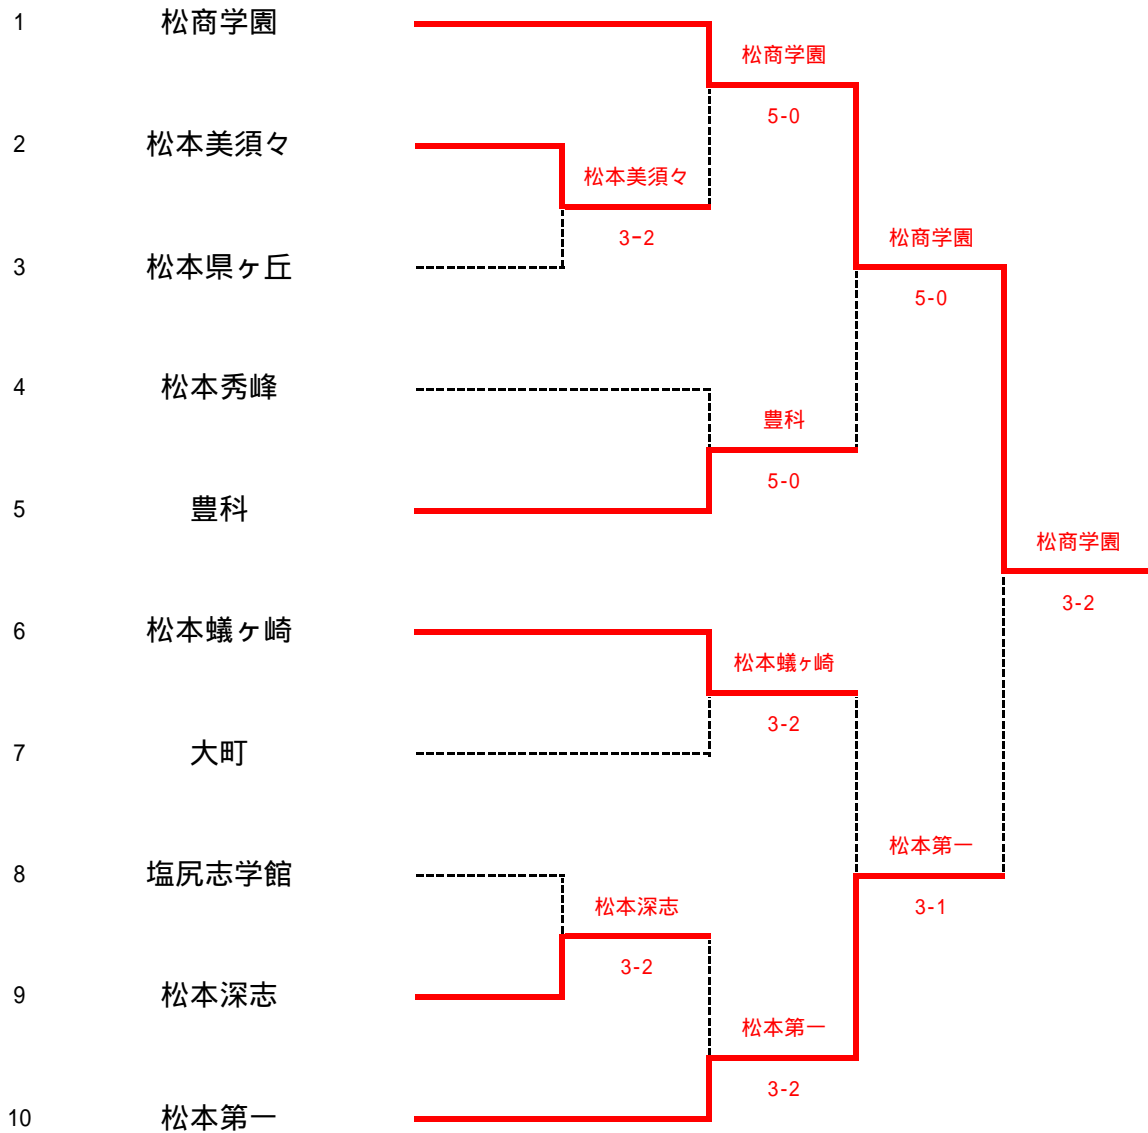 1 松商学園
松商学園
5-0
2 松本美須々
松本美須々
3-2
松商学園
3 松本県ヶ丘
5-0
4 松本秀峰
豊科
5-0
5 豊科
松商学園
3-2
6 松本蟻ヶ崎
松本蟻ヶ崎
3-2
7 大町
松本第一
8 塩尻志学館
松本深志
3-1
3-2
9 松本深志
松本第一
3-2
10 松本第一